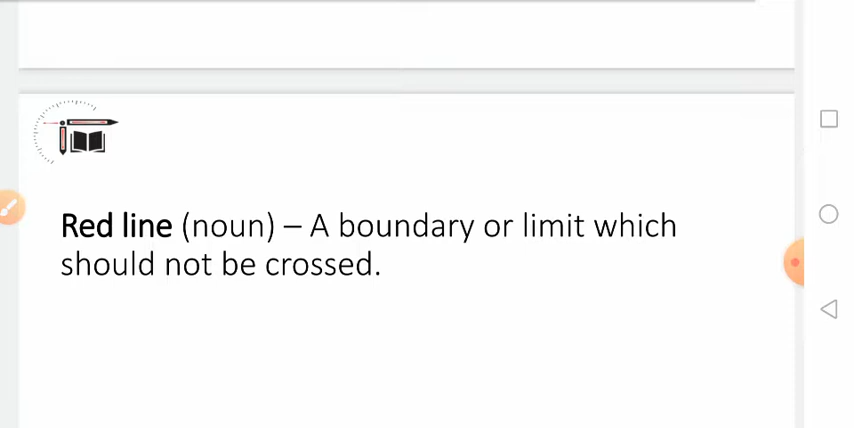 Red line (noun) – A boundary or limit which
should not be crossed.